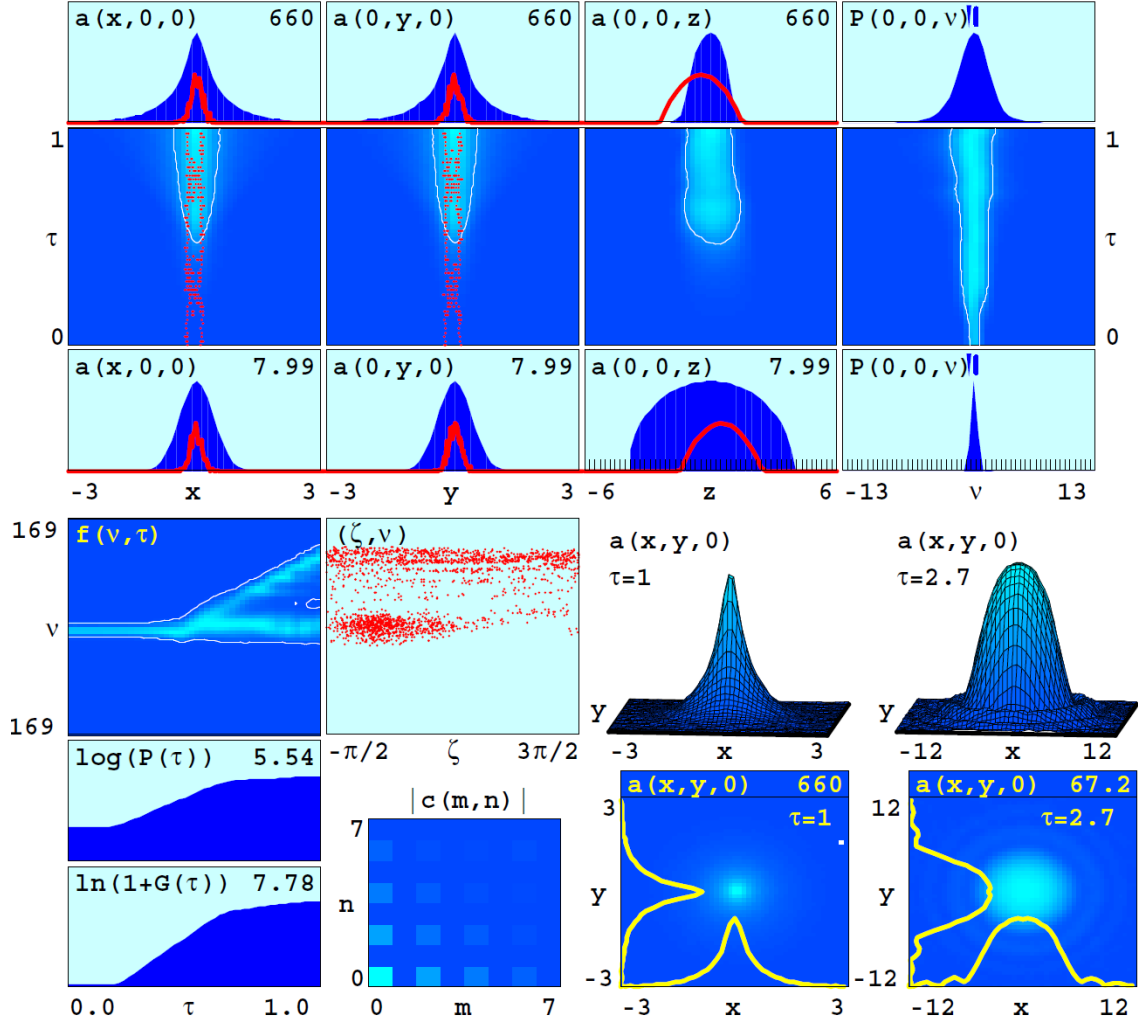 a(x,0,0) 660
a(0,y,0) 660
a(0,0,z) 660
P(0,0,ν)
1
τ
0
1
τ
0
a(x,0,0) 7.99
a(0,y,0) 7.99
a(0,0,z) 7.99
P(0,0,ν)
-3 x 3
-3 y 3
-6 z 6
-13 ν 13
169
ν
169
f(ν,τ)
(ζ,ν)
-π/2 ζ 3π/2
a(x,y,0)
τ=1
y
-3 x 3
a(x,y,0)
τ=2.7
y
-12 x 12
log(P(τ)) 5.54
ln(1+G(τ)) 7.78
0.0 τ 1.0
|c(m,n)|
7
n
0
0 m 7
a(x,y,0) 660
τ=1
3
y
-3
-3 x 3
a(x,y,0) 67.2
τ=2.7
12
y
-12
-12 x 12